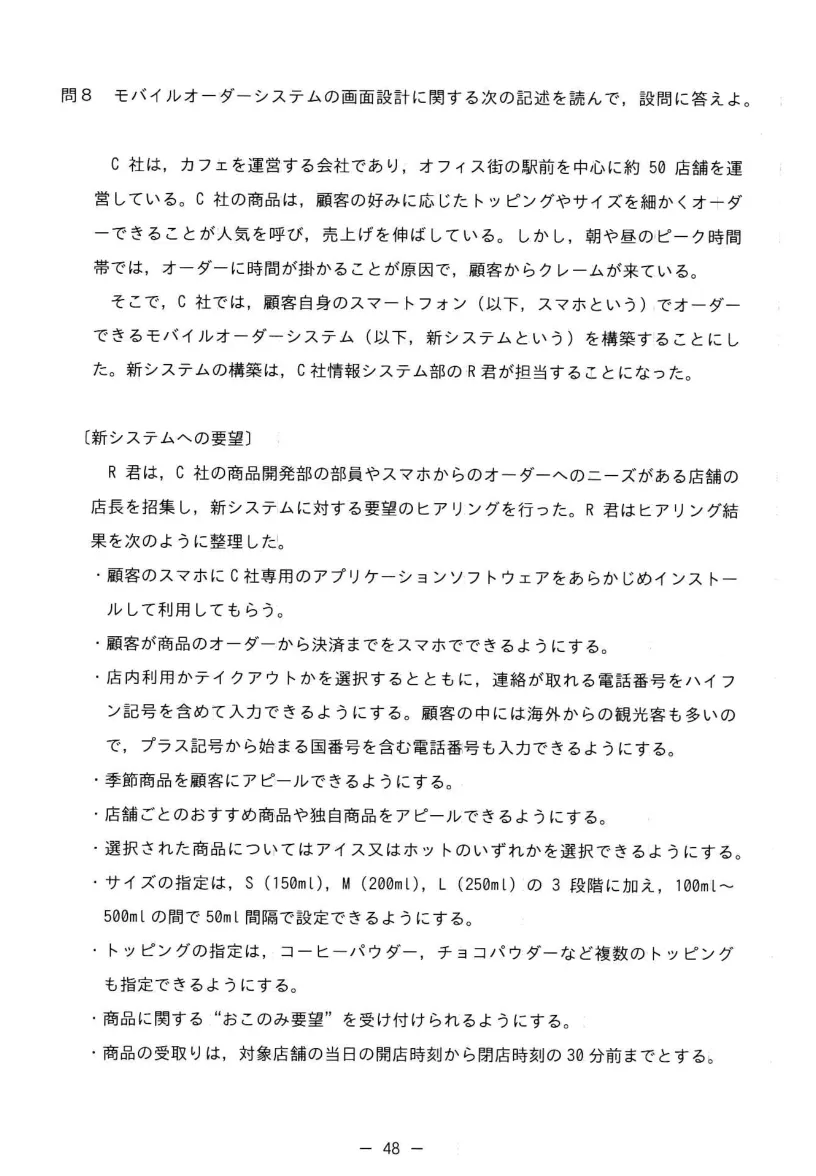 問８　モバイルオーダーシステムの画面設計に関する次の記述を読んで，設問に答えよ。
C 社は，カフェを運営する会社であり，オフィス街の駅前を中心に約 50 店舗を運
営している。C 社の商品は，顧客の好みに応じたトッピングやサイズを細かくオーダ
ーできることが人気を呼び，売上げを伸ばしている。しかし，朝や昼のピーク時間
帯では，オーダーに時間が掛かることが原因で，顧客からクレームが来ている。
そこで，C 社では，顧客自身のスマートフォン（以下，スマホという）でオーダー
できるモバイルオーダーシステム（以下，新システムという）を構築することにし
た。新システムの構築は，C 社情報システム部の R 君が担当することになった。
〔新システムへの要望〕
R 君は，C 社の商品開発部の部員やスマホからのオーダーへのニーズがある店舗の
店長を招集し，新システムに対する要望のヒアリングを行った。R 君はヒアリング結
果を次のように整理した。
・顧客のスマホに C 社専用のアプリケーションソフトウェアをあらかじめインストー
ルして利用してもらう。
・顧客が商品のオーダーから決済までをスマホでできるようにする。
・店内利用かテイクアウトかを選択するとともに，連絡が取れる電話番号をハイフ
ン記号を含めて入力できるようにする。顧客の中には海外からの観光客も多いの
で，プラス記号から始まる国番号を含む電話番号も入力できるようにする。
・季節商品を顧客にアピールできるようにする。
・店舗ごとのおすすめ商品や独自商品をアピールできるようにする。
・選択された商品についてはアイス又はホットのいずれかを選択できるようにする。
・サイズの指定は，S（150ml），M（200ml），L（250ml）の 3 段階に加え，100ml～
500ml の間で 50ml 間隔で設定できるようにする。
・トッピングの指定は，コーヒーパウダー，チョコパウダーなど複数のトッピング
も指定できるようにする。
・商品に関する“おこのみ要望”を受け付けられるようにする。
・商品の受取りは，対象店舗の当日の開店時刻から閉店時刻の 30 分前までとする。
― 48 ―